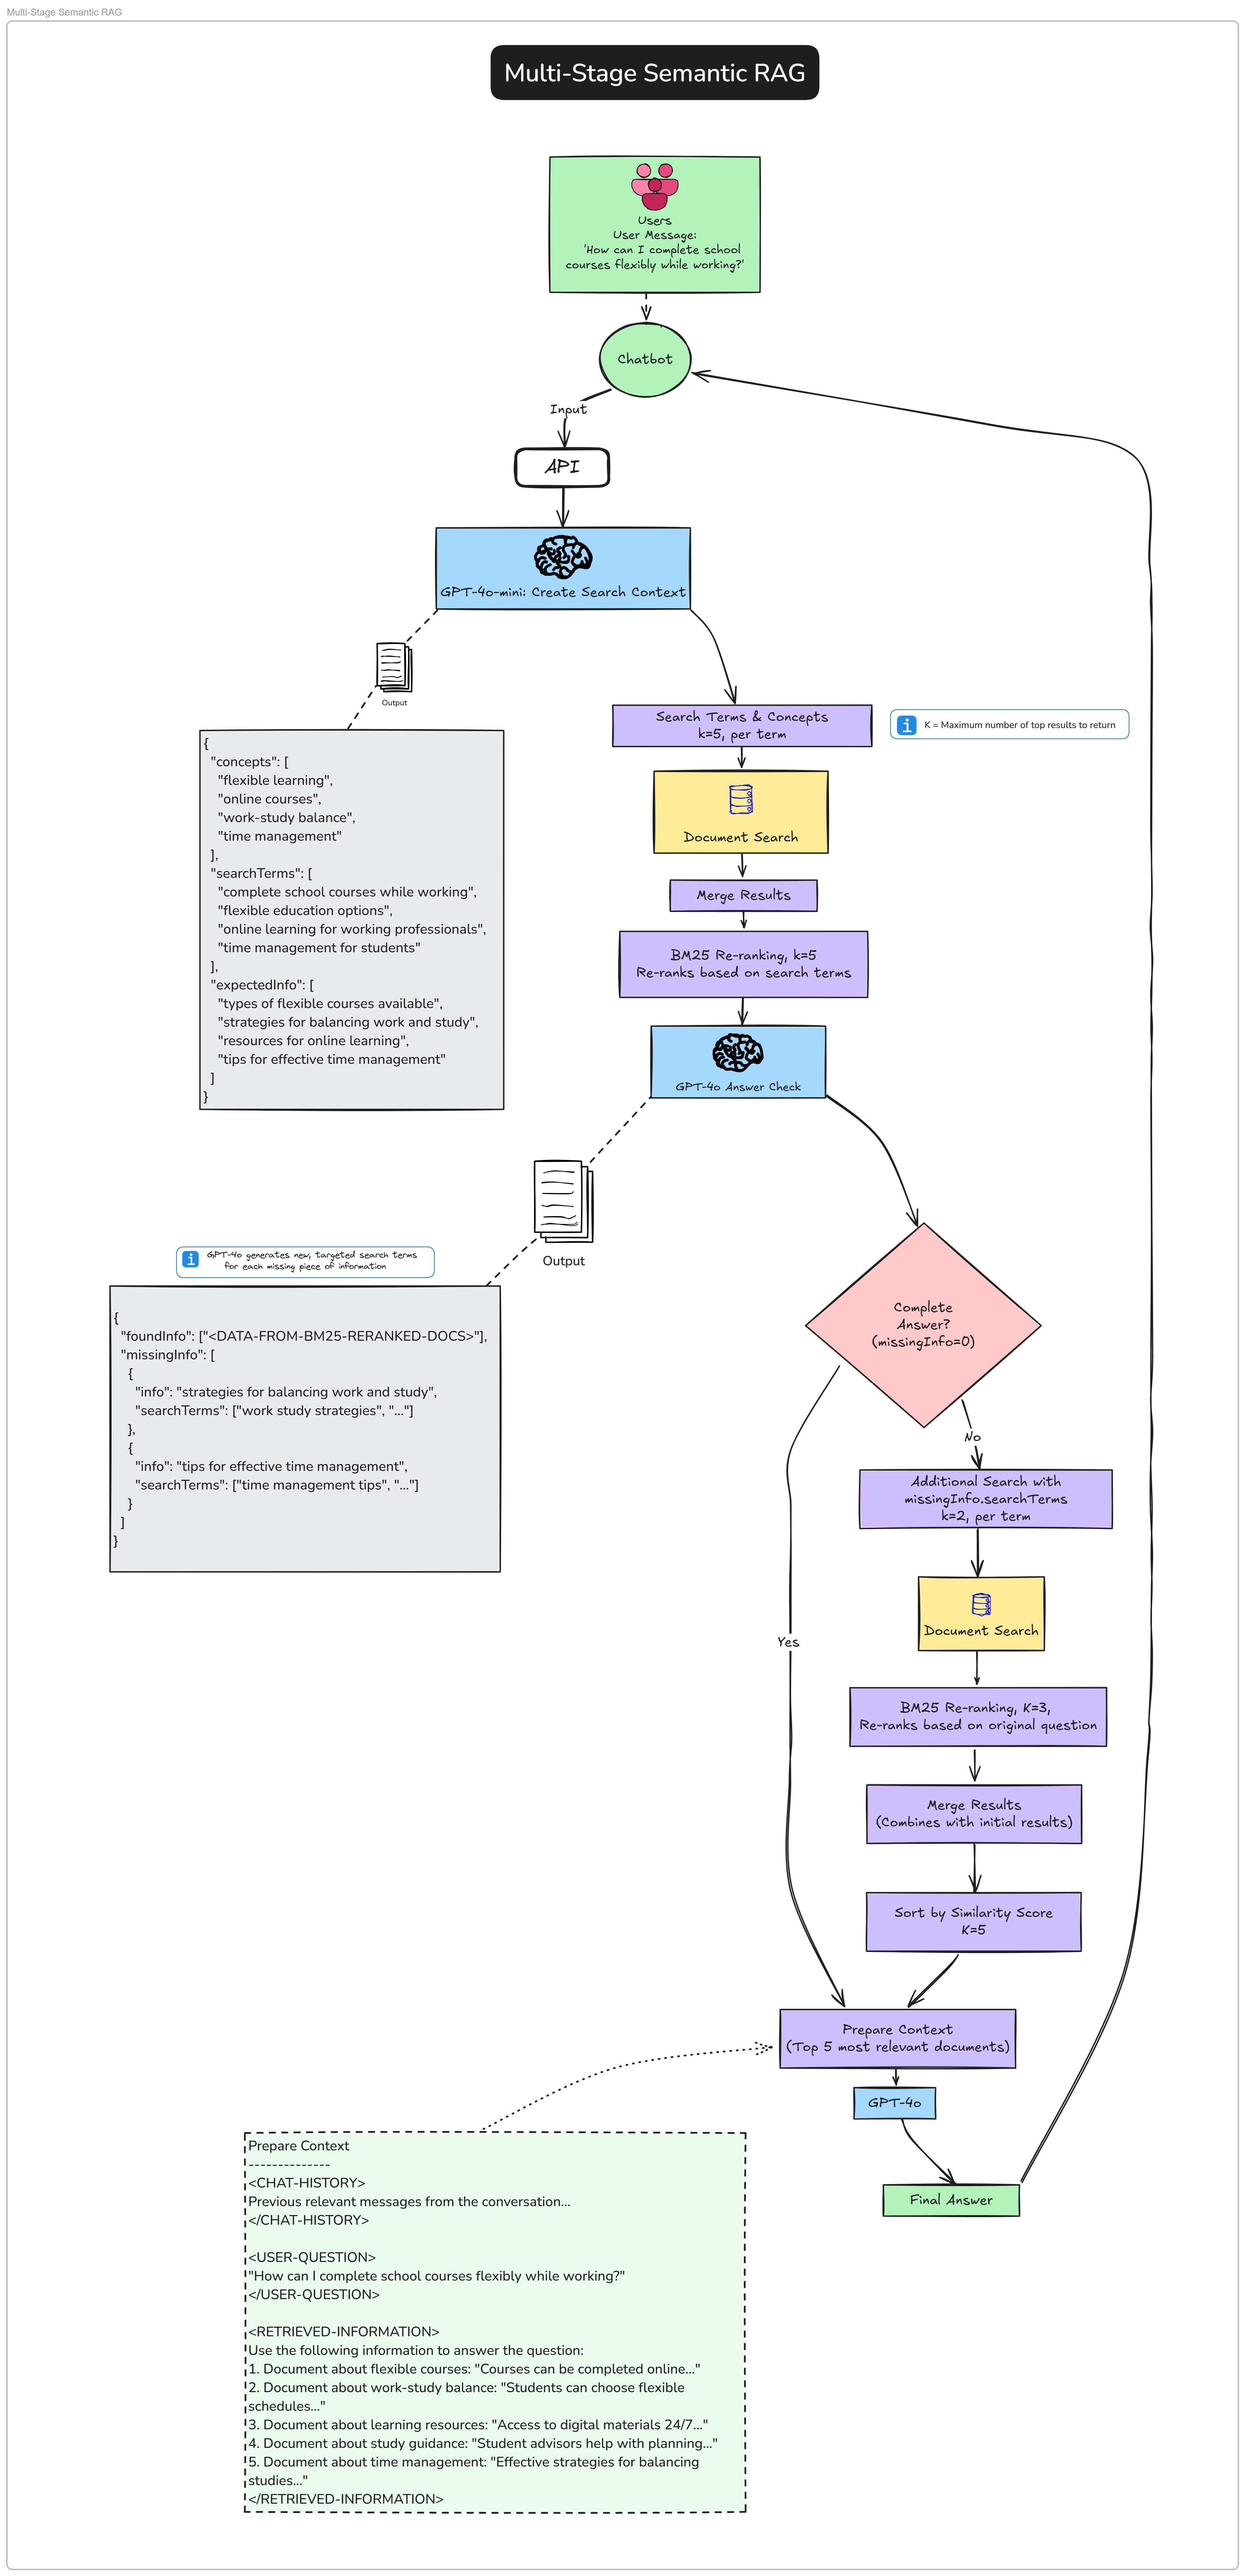 Multi-Stage Semantic RAG
Multi-Stage Semantic RAG
Users
User Message:
'How can I complete school
courses flexibly while working?'
Chatbot
Input
API
GPT-4o-mini: Create Search Context
Output
{
"concepts": [
"flexible learning",
"online courses",
"work-study balance",
"time management"
],
"searchTerms": [
"complete school courses while working",
"flexible education options",
"online learning for working professionals",
"time management for students"
],
"expectedInfo": [
"types of flexible courses available",
"strategies for balancing work and study",
"resources for online learning",
"tips for effective time management"
]
}
Search Terms & Concepts
k=5, per term
i
K = Maximum number of top results to return
Document Search
Merge Results
BM25 Re-ranking, k=5
Re-ranks based on search terms
GPT-4o Answer Check
Output
i
GPT-4o generates new, targeted search terms
for each missing piece of information
{
"foundInfo": ["<DATA-FROM-BM25-RERANKED-DOCS>"],
"missingInfo": [
{
"info": "strategies for balancing work and study",
"searchTerms": ["work study strategies", "..."]
},
{
"info": "tips for effective time management",
"searchTerms": ["time management tips", "..."]
}
]
}
Complete
Answer?
(missingInfo=0)
No
Yes
Additional Search with
missingInfo.searchTerms
k=2, per term
Document Search
BM25 Re-ranking, K=3,
Re-ranks based on original question
Merge Results
(Combines with initial results)
Sort by Similarity Score
K=5
Prepare Context
(Top 5 most relevant documents)
GPT-4o
Final Answer
Prepare Context
--------------
<CHAT-HISTORY>
Previous relevant messages from the conversation...
</CHAT-HISTORY>
<USER-QUESTION>
"How can I complete school courses flexibly while working?"
</USER-QUESTION>
<RETRIEVED-INFORMATION>
Use the following information to answer the question:
1. Document about flexible courses: "Courses can be completed online..."
2. Document about work-study balance: "Students can choose flexible
schedules..."
3. Document about learning resources: "Access to digital materials 24/7..."
4. Document about study guidance: "Student advisors help with planning..."
5. Document about time management: "Effective strategies for balancing
studies..."
</RETRIEVED-INFORMATION>